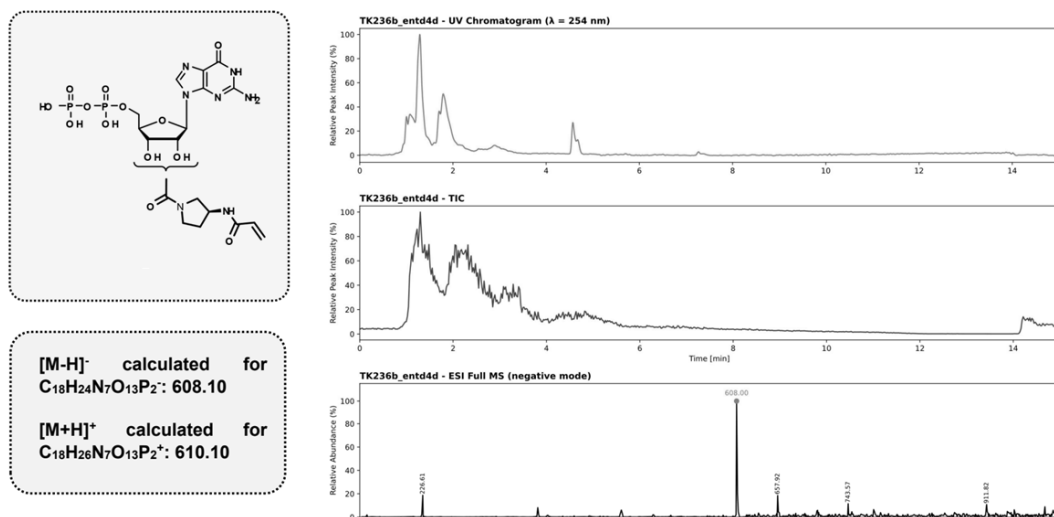 O
N
NH
N
N
NH₂
O
O
HO
P
O
P
O
OH
OH
O
OH
OH
O
N
HN
O
[M-H]⁻ calculated for
C₁₈H₂₄N₇O₁₃P₂⁻: 608.10
[M+H]⁺ calculated for
C₁₈H₂₆N₇O₁₃P₂⁺: 610.10
TK236b_entd4d - UV Chromatogram (λ = 254 nm)
Relative Peak Intensity (%)
100
80
60
40
20
0
0 2 4 6 8 10 12 14
TK236b_entd4d - TIC
Relative Peak Intensity (%)
100
80
60
40
20
0
0 2 4 6 8 10 12 14
Time [min]
TK236b_entd4d - ESI Full MS (negative mode)
Relative Abundance (%)
100
80
60
40
20
0
608.00
226.61
657.92
743.57
911.82